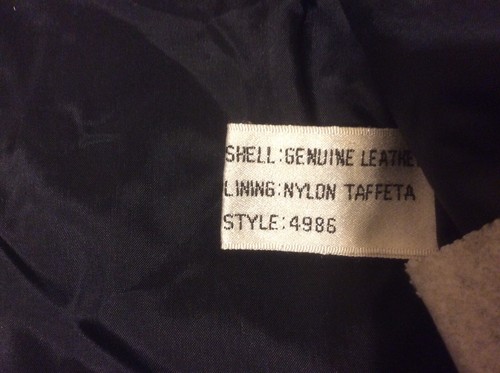 SHELL:GENUINE LEATHE
LINING:NYLON TAFFETA
STYLE:4986